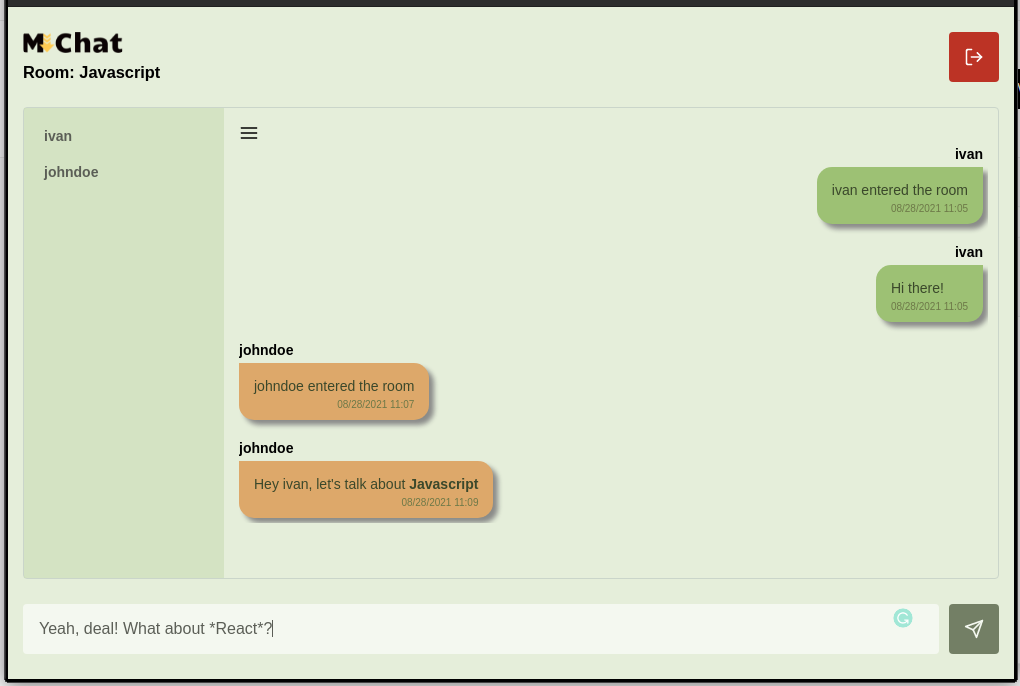 M Chat
Room: Javascript
ivan
johndoe
ivan
ivan entered the room
08/28/2021 11:05
ivan
Hi there!
08/28/2021 11:05
johndoe
johndoe entered the room
08/28/2021 11:07
johndoe
Hey ivan, let's talk about Javascript
08/28/2021 11:09
Yeah, deal! What about *React*?